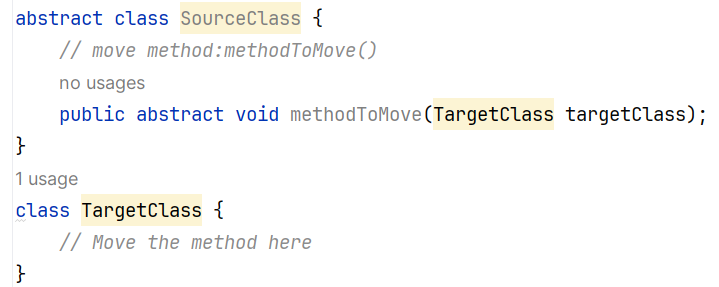 abstract class SourceClass {
// move method:methodToMove()
no usages
public abstract void methodToMove(TargetClass targetClass);
}
1 usage
class TargetClass {
// Move the method here
}